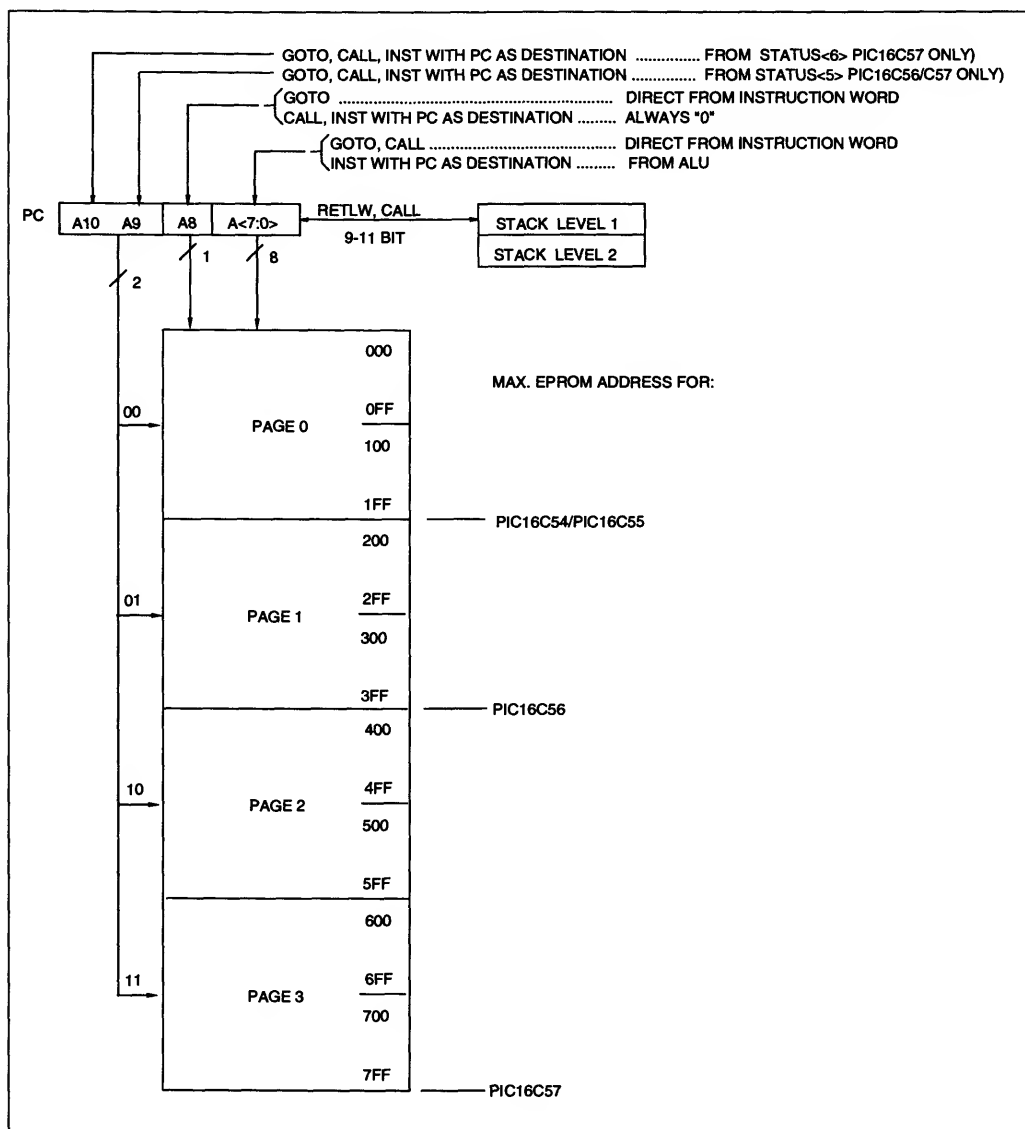 GOTO, CALL, INST WITH PC AS DESTINATION .............. FROM STATUS<6> PIC16C57 ONLY)
GOTO, CALL, INST WITH PC AS DESTINATION .............. FROM STATUS<5> PIC16C56/C57 ONLY)
GOTO ............................................................ DIRECT FROM INSTRUCTION WORD
CALL, INST WITH PC AS DESTINATION ......... ALWAYS "0"
GOTO, CALL ......................................... DIRECT FROM INSTRUCTION WORD
INST WITH PC AS DESTINATION ......... FROM ALU
PC
A10 A9 A8 A<7:0>
RETLW, CALL
9-11 BIT
STACK LEVEL 1
STACK LEVEL 2
1
8
2
000
MAX. EPROM ADDRESS FOR:
00
PAGE 0
0FF
100
1FF
PIC16C54/PIC16C55
200
01
PAGE 1
2FF
300
3FF
PIC16C56
400
10
PAGE 2
4FF
500
5FF
600
11
PAGE 3
6FF
700
7FF
PIC16C57